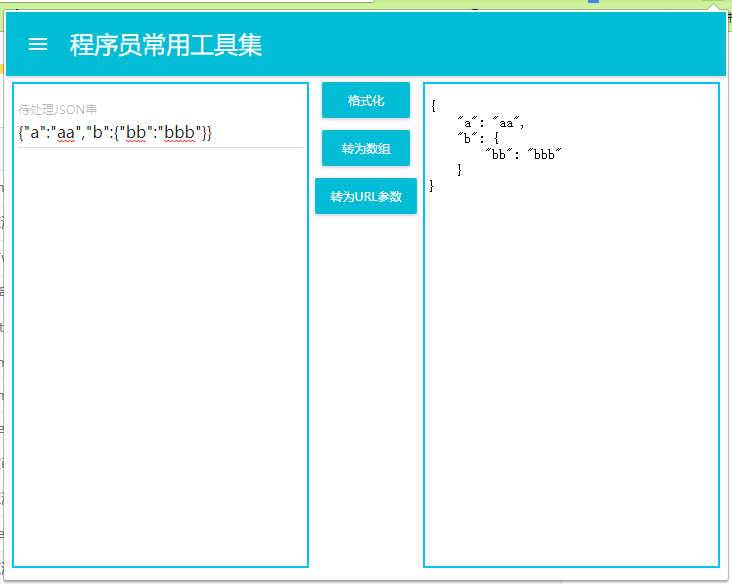 程序员常用工具集
待处理JSON串
{"a":"aa","b":{"bb":"bbb"}}
格式化
转为数组
转为URL参数
{
    "a": "aa",
    "b": {
        "bb": "bbb"
    }
}